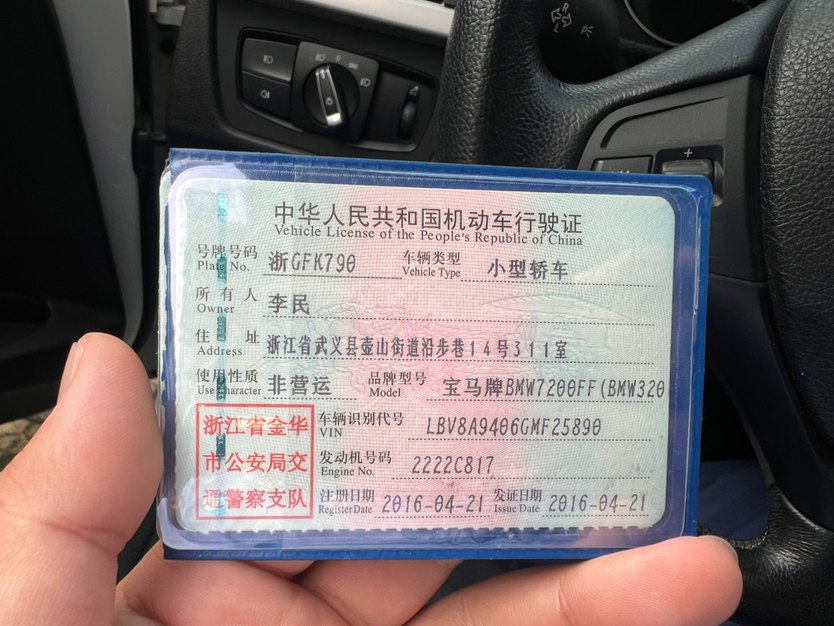 中华人民共和国机动车行驶证
Vehicle License of the People's Republic of China
号牌号码 浙GFK790 车辆类型 小型轿车
Plate No. Vehicle Type
所有人 李民
Owner
住址 浙江省武义县壶山街道沿步巷14号311室
Address
使用性质 非营运 品牌型号 宝马牌BMW7200FF(BMW320
Use Character Model
浙江省金华
市公安局交
通警察支队
车辆识别代号 LBV8A9406GMF25890
VIN
发动机号码 2222C817
Engine No.
注册日期 2016-04-21 发证日期 2016-04-21
Register Date Issue Date